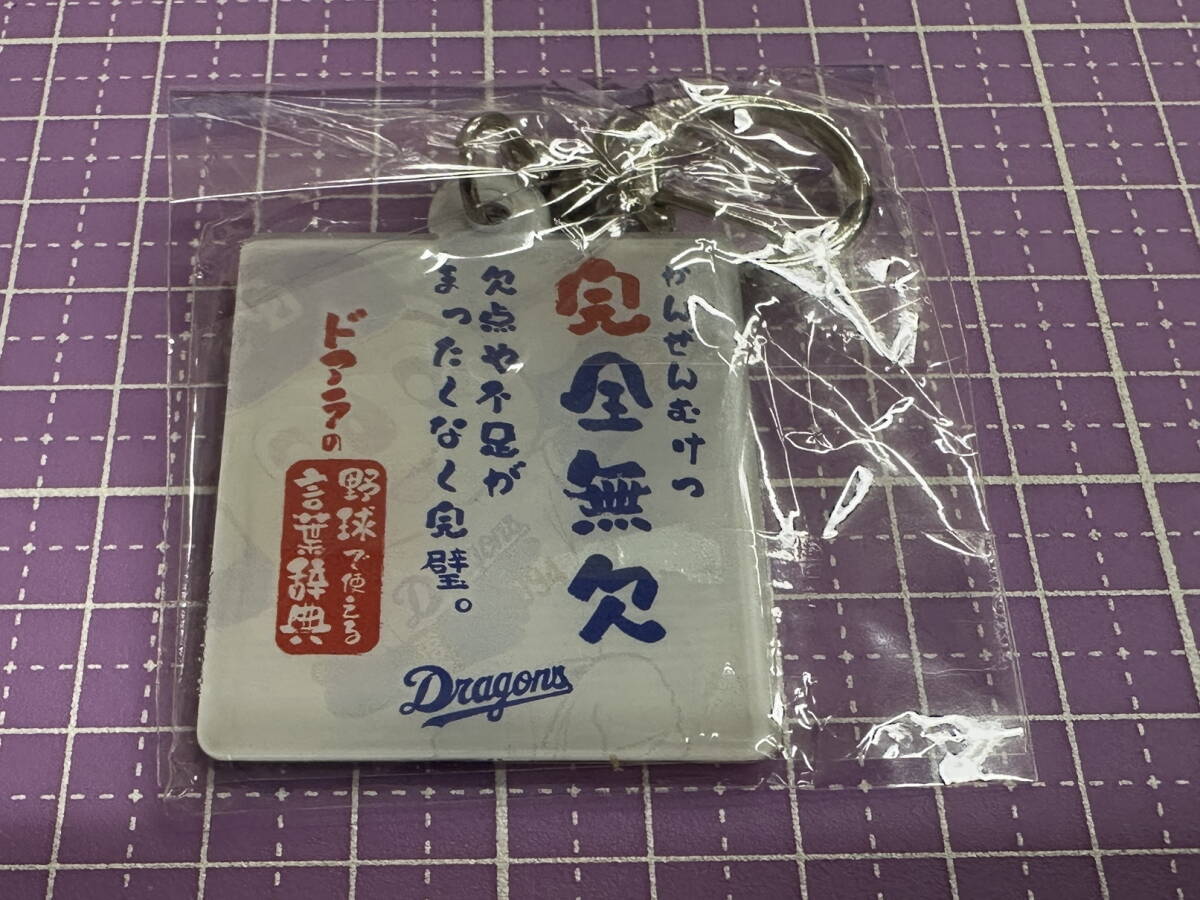 かんぜんむけつ
完全無欠
欠点や不足が
まったくなく完璧。
ドアラの
野球で使える
言葉辞典
Dragons